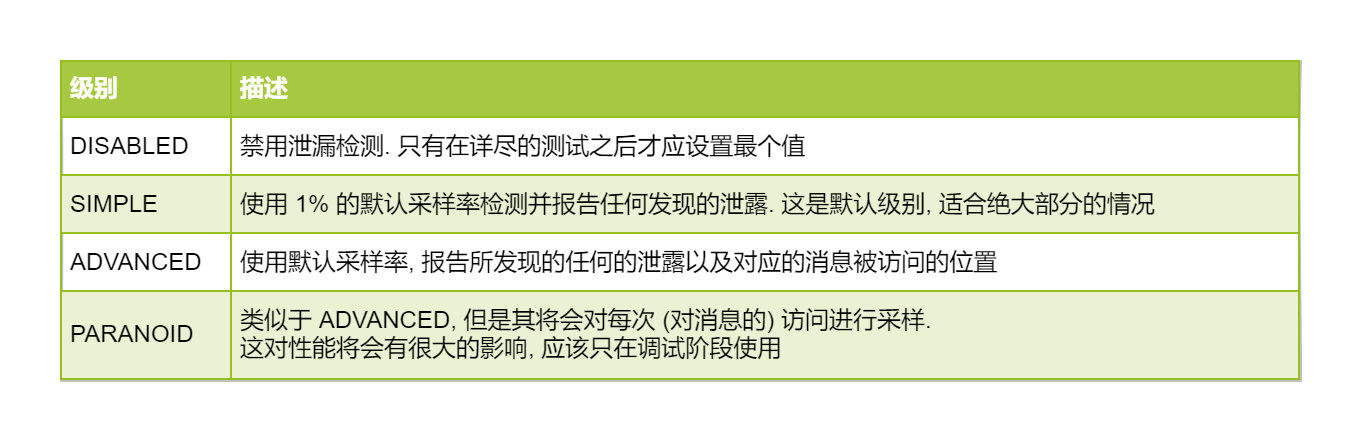 级别 描述
DISABLED 禁用泄漏检测. 只有在详尽的测试之后才应设置最个值
SIMPLE 使用 1% 的默认采样率检测并报告任何发现的泄露. 这是默认级别, 适合绝大部分的情况
ADVANCED 使用默认采样率, 报告所发现的任何的泄露以及对应的消息被访问的位置
PARANOID 类似于 ADVANCED, 但是其将会对每次 (对消息的) 访问进行采样.
这对性能将会有很大的影响, 应该只在调试阶段使用